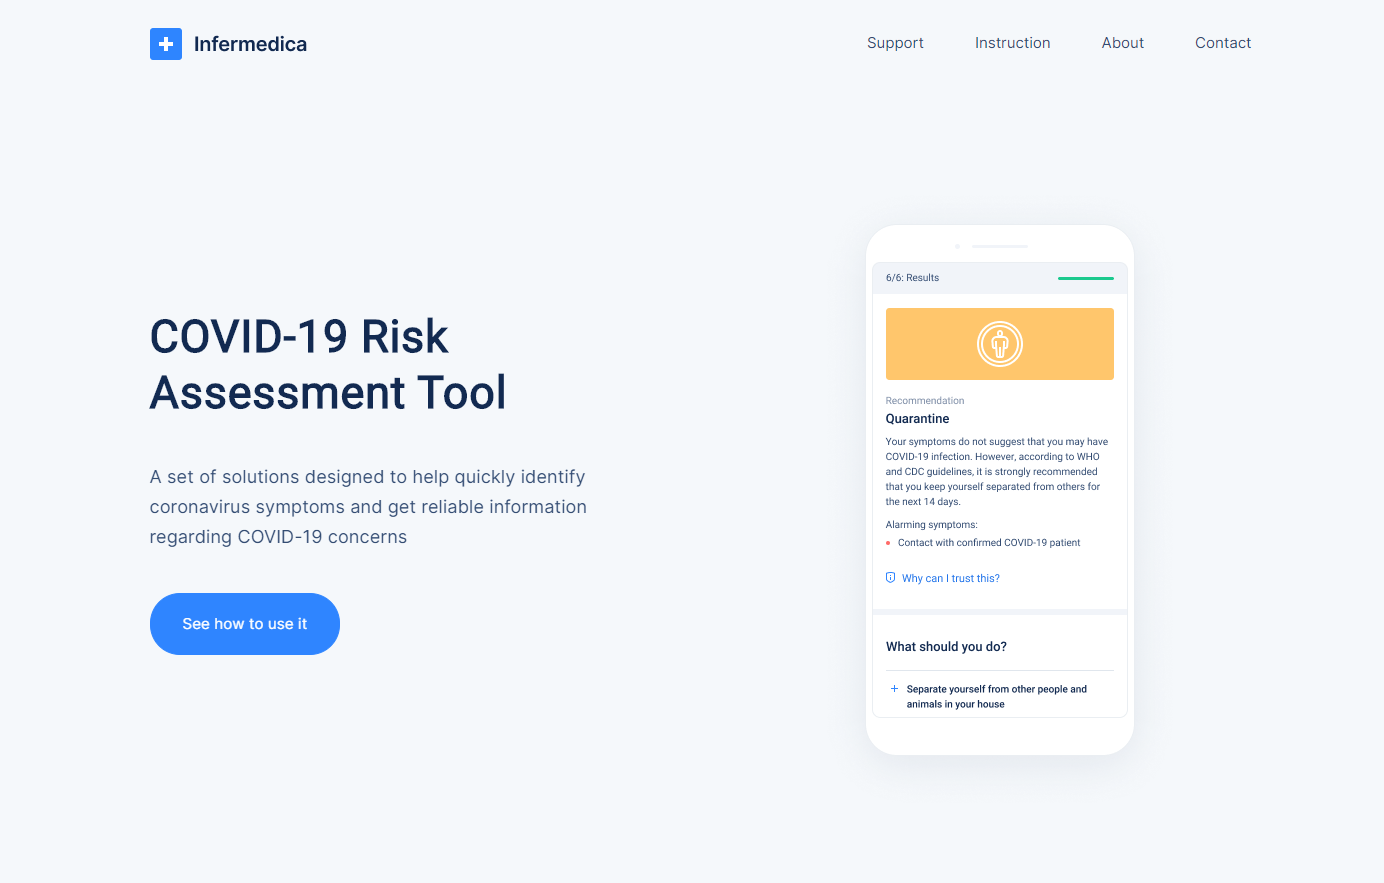 Infermedica
Support
Instruction
About
Contact
COVID-19 Risk
Assessment Tool
A set of solutions designed to help quickly identify
coronavirus symptoms and get reliable information
regarding COVID-19 concerns
See how to use it
6/6: Results
Recommendation
Quarantine
Your symptoms do not suggest that you may have
COVID-19 infection. However, according to WHO
and CDC guidelines, it is strongly recommended
that you keep yourself separated from others for
the next 14 days.
Alarming symptoms:
Contact with confirmed COVID-19 patient
Why can I trust this?
What should you do?
Separate yourself from other people and
animals in your house